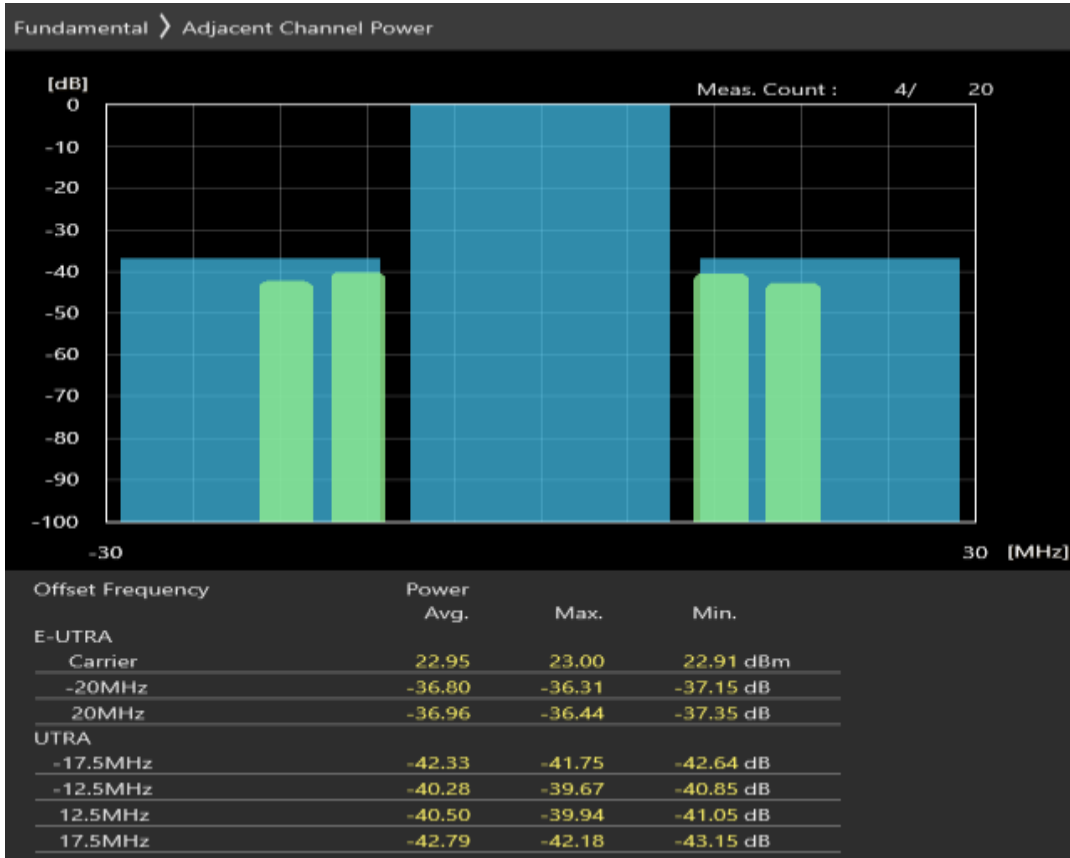 Fundamental ❯ Adjacent Channel Power
[dB]
Meas. Count : 4/ 20
0
-10
-20
-30
-40
-50
-60
-70
-80
-90
-100
-30 30 [MHz]
Offset Frequency Power
Avg. Max. Min.
E-UTRA
Carrier 22.95 23.00 22.91 dBm
-20MHz -36.80 -36.31 -37.15 dB
20MHz -36.96 -36.44 -37.35 dB
UTRA
-17.5MHz -42.33 -41.75 -42.64 dB
-12.5MHz -40.28 -39.67 -40.85 dB
12.5MHz -40.50 -39.94 -41.05 dB
17.5MHz -42.79 -42.18 -43.15 dB